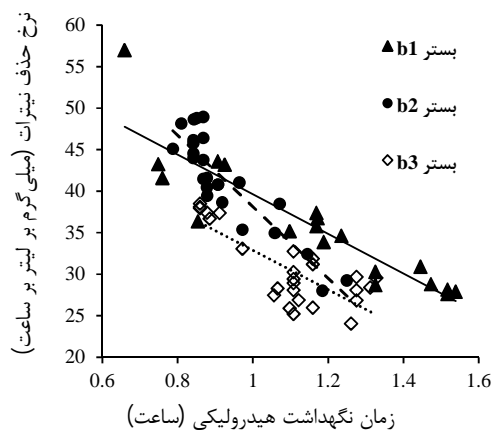 نرخ حذف نیترات (میلی‌گرم بر لیتر بر ساعت)
60
55
50
45
40
35
30
25
20
بستر b1
بستر b2
بستر b3
0.6 0.8 1 1.2 1.4 1.6
زمان نگهداشت هیدرولیکی (ساعت)